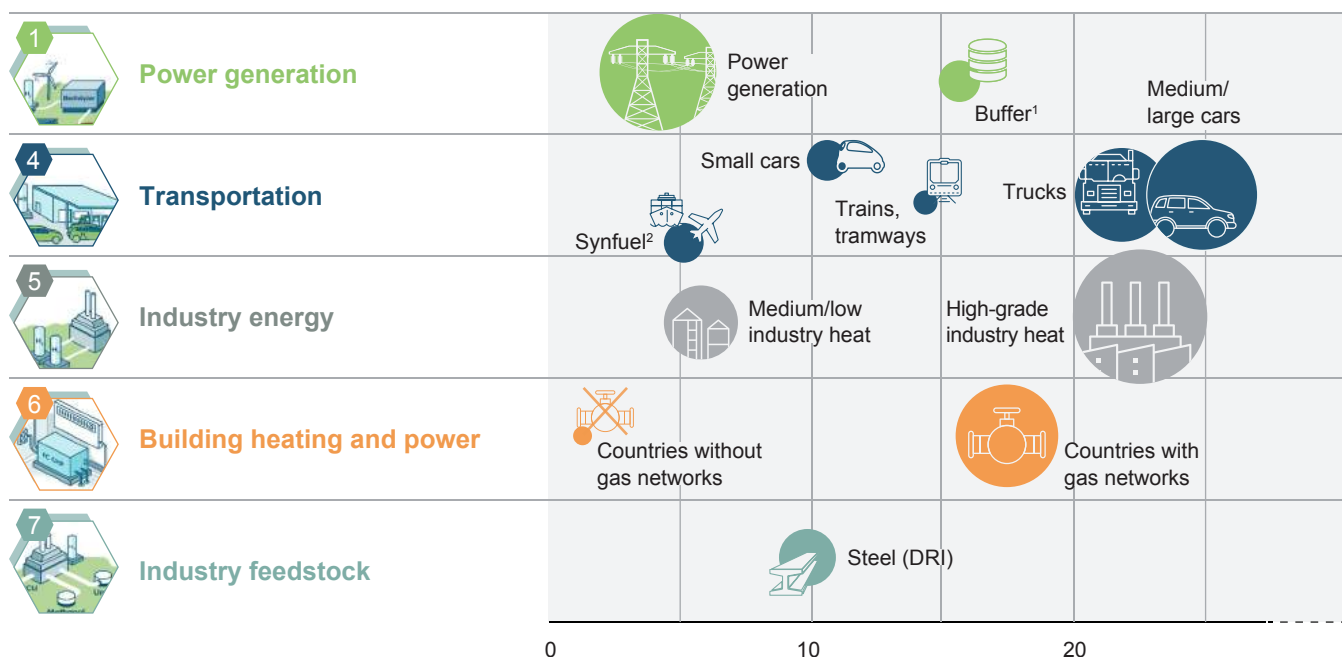 1
Power generation
Power
generation
Buffer¹
Medium/
large cars
4
Transportation
Small cars
Synfuel²
Trains,
tramways
Trucks
5
Industry energy
Medium/low
industry heat
High-grade
industry heat
6
Building heating and power
Countries without
gas networks
Countries with
gas networks
7
Industry feedstock
Steel (DRI)
0
10
20